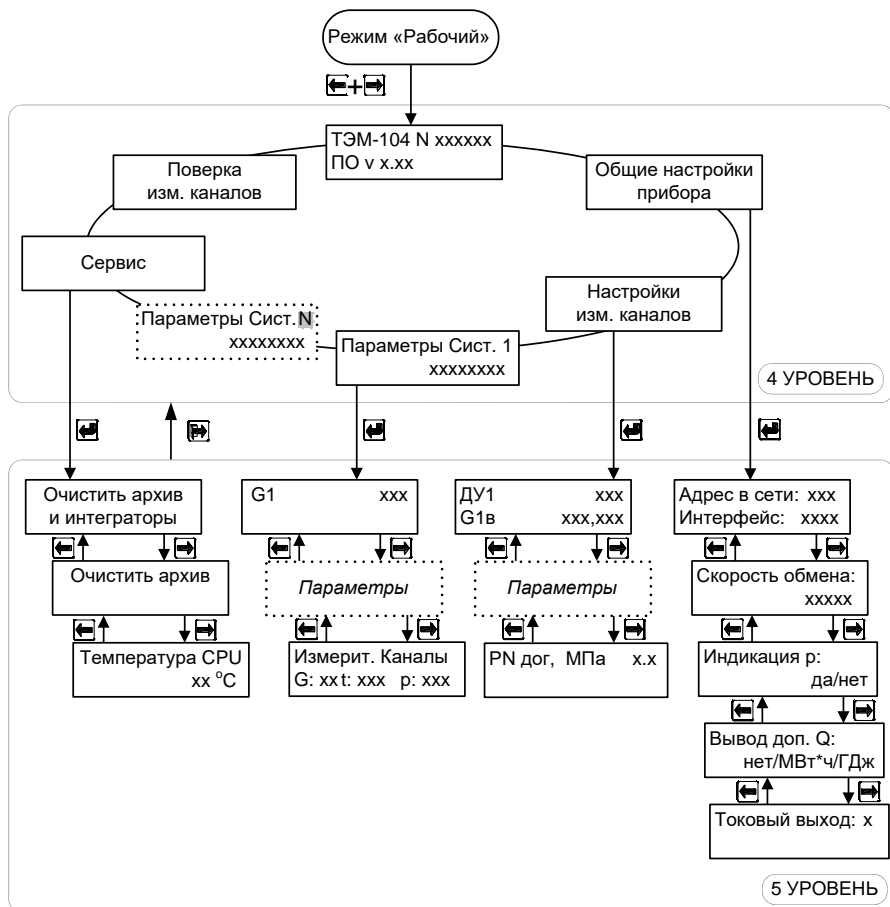 Режим «Рабочий»
ТЭМ-104 N xxxxxx
ПО v x.xx
Поверка
изм. каналов
Общие настройки
прибора
Сервис
Настройки
изм. каналов
Параметры Сист. N
xxxxxxxx
Параметры Сист. 1
xxxxxxxx
4 УРОВЕНЬ
Очистить архив
и интеграторы
G1 xxx
ДУ1 xxx
G1в xxx,xxx
Адрес в сети: xxx
Интерфейс: xxxx
Очистить архив
Параметры
Параметры
Скорость обмена:
xxxxx
Температура CPU
xx °C
Измерит. Каналы
G: xx t: xxx p: xxx
PN дог, МПа x.x
Индикация p:
да/нет
Вывод доп. Q:
нет/МВт*ч/ГДж
Токовый выход: x
5 УРОВЕНЬ